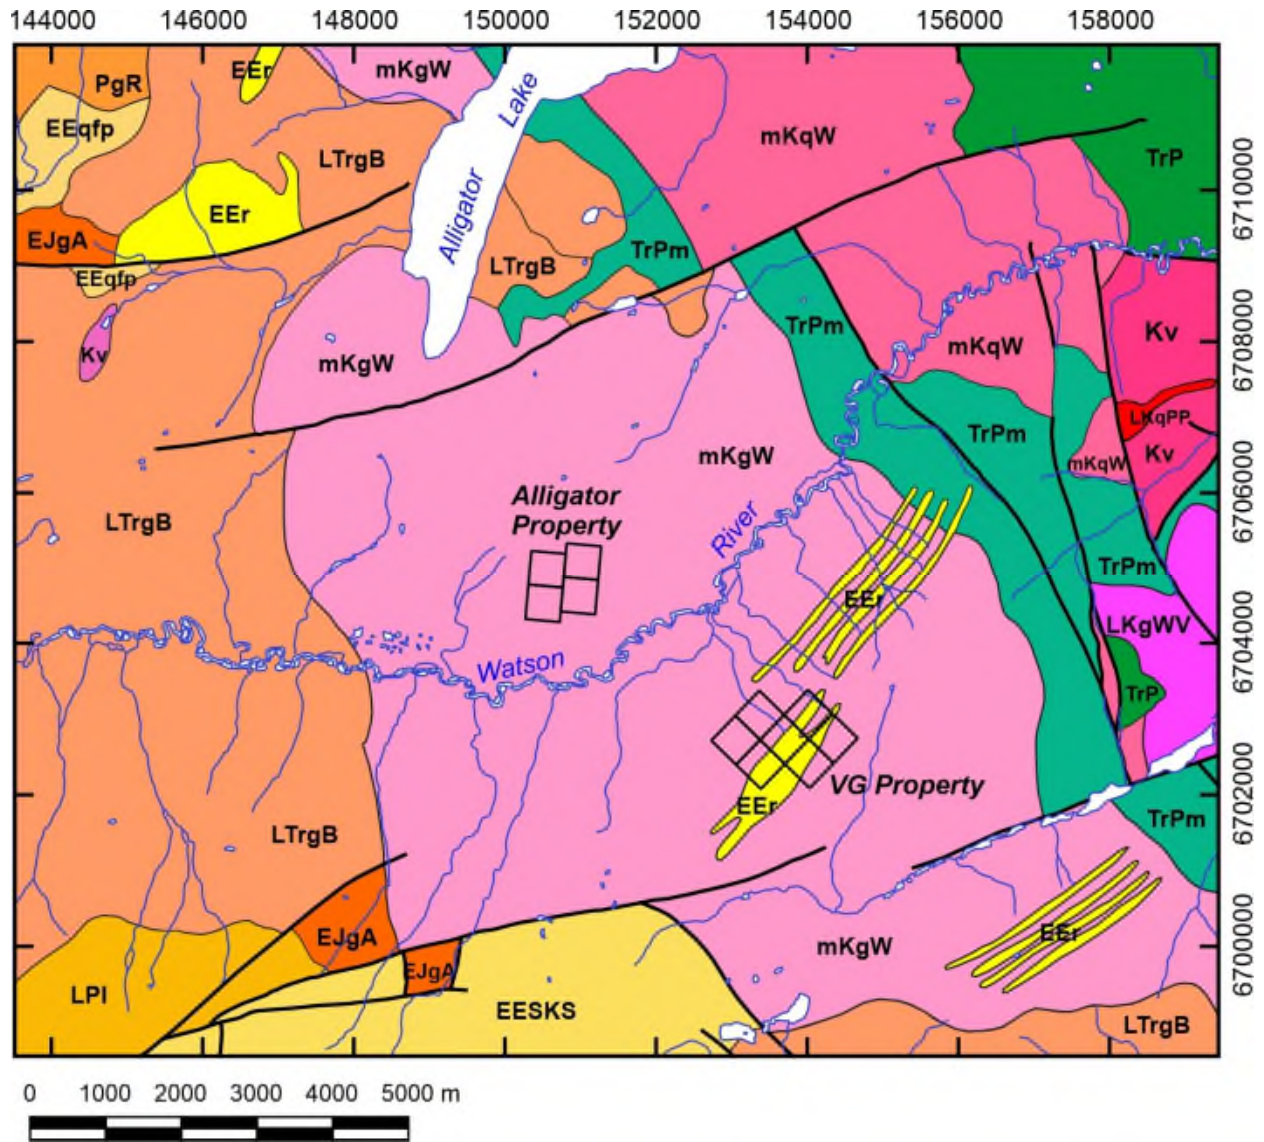 144000 146000 148000 150000 152000 154000 156000 158000
PgR
EEr
mKgW
EEqfp
Lake
mKqW
LTrgB
TrP
6710000
EEr
Alligator
EJgA
TrPm
LTrgB
EEqfp
TrPm
Kv
6708000
mKqW
Kv
mKgW
LKqPP
TrPm
Kv
mKgW
mKqW
6706000
Alligator
Property
LTrgB
River
TrPm
EEr
LKgWV
6704000
Watson
TrP
VG Property
EEr
6702000
TrPm
LTrgB
EJgA
EEr
mKgW
6700000
EJgA
LPI
EESKS
LTrgB
0 1000 2000 3000 4000 5000 m